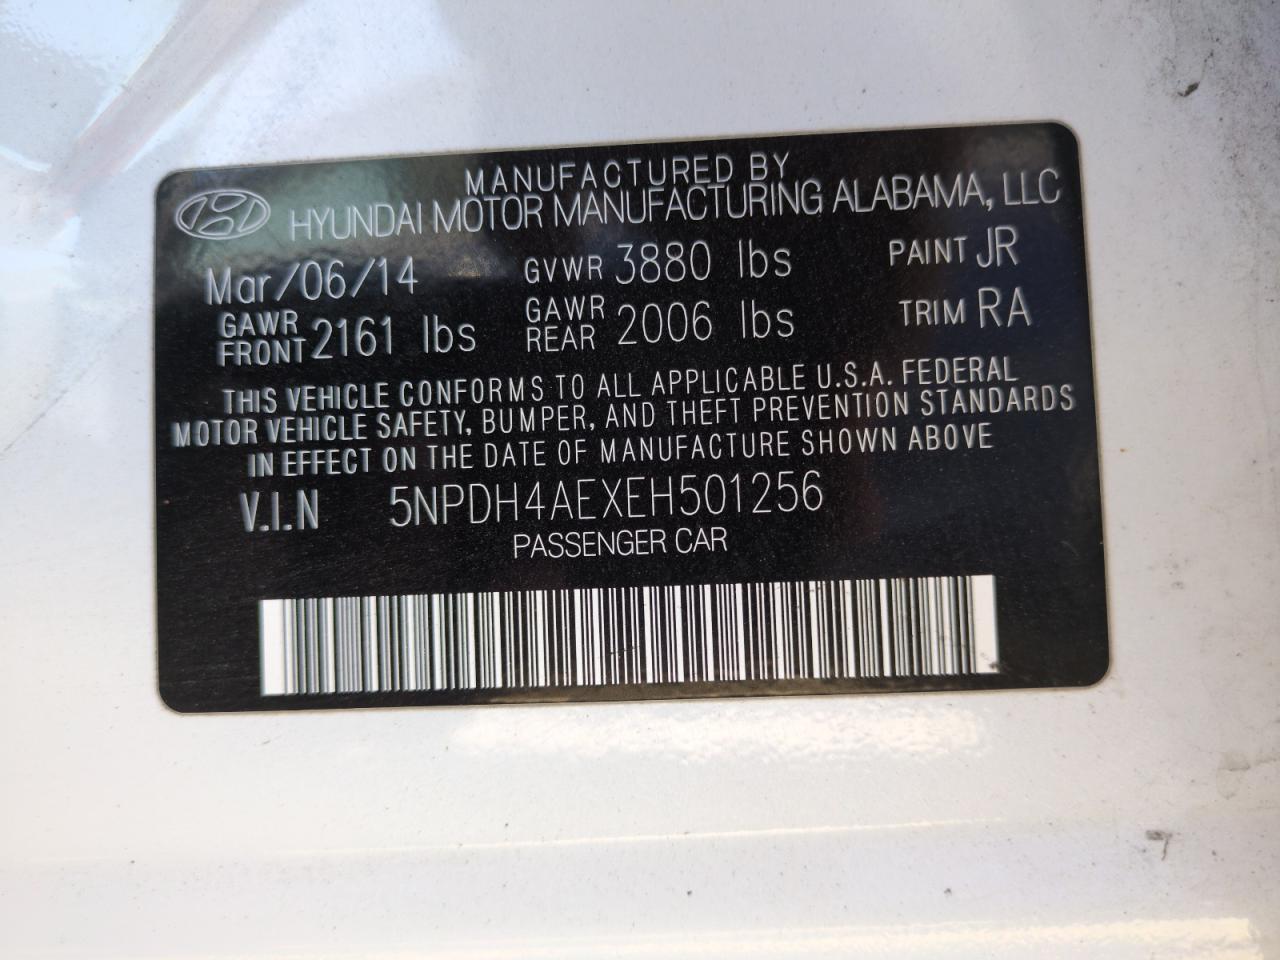 MANUFACTURED BY
HYUNDAI MOTOR MANUFACTURING ALABAMA, LLC
Mar/06/14 GVWR 3880 lbs PAINT JR
GAWR FRONT 2161 lbs GAWR REAR 2006 lbs TRIM RA
THIS VEHICLE CONFORMS TO ALL APPLICABLE U.S.A. FEDERAL
MOTOR VEHICLE SAFETY, BUMPER, AND THEFT PREVENTION STANDARDS
IN EFFECT ON THE DATE OF MANUFACTURE SHOWN ABOVE
V.I.N 5NPDH4AEXEH501256
PASSENGER CAR